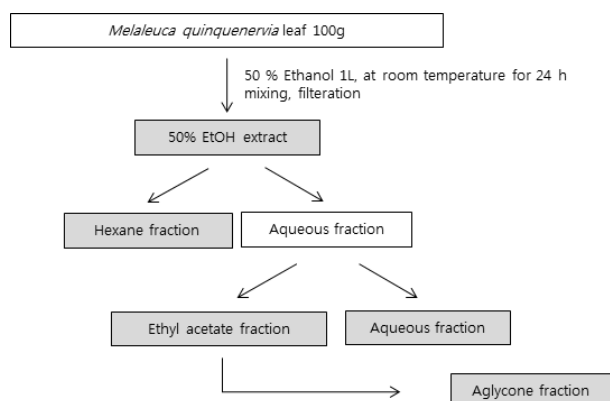 Melaleuca quinquenervia leaf 100g
50 % Ethanol 1L, at room temperature for 24 h
mixing, filteration
50% EtOH extract
Hexane fraction
Aqueous fraction
Ethyl acetate fraction
Aqueous fraction
Aglycone fraction